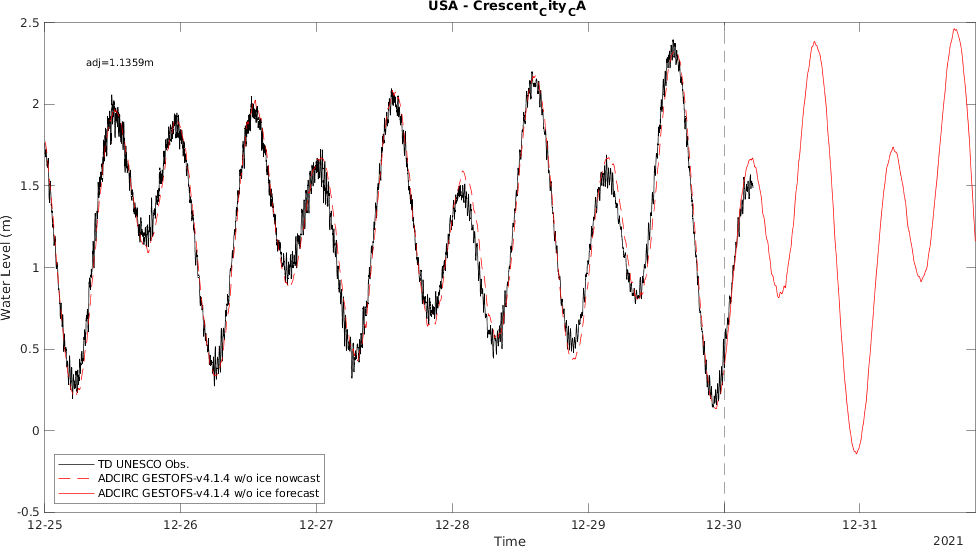 USA - Crescent_City_CA
adj=1.1359m
2.5
2
1.5
1
0.5
0
-0.5
Water Level (m)
TD UNESCO Obs.
ADCIRC GESTOFS-v4.1.4 w/o ice nowcast
ADCIRC GESTOFS-v4.1.4 w/o ice forecast
12-25 12-26 12-27 12-28 12-29 12-30 12-31
Time
2021